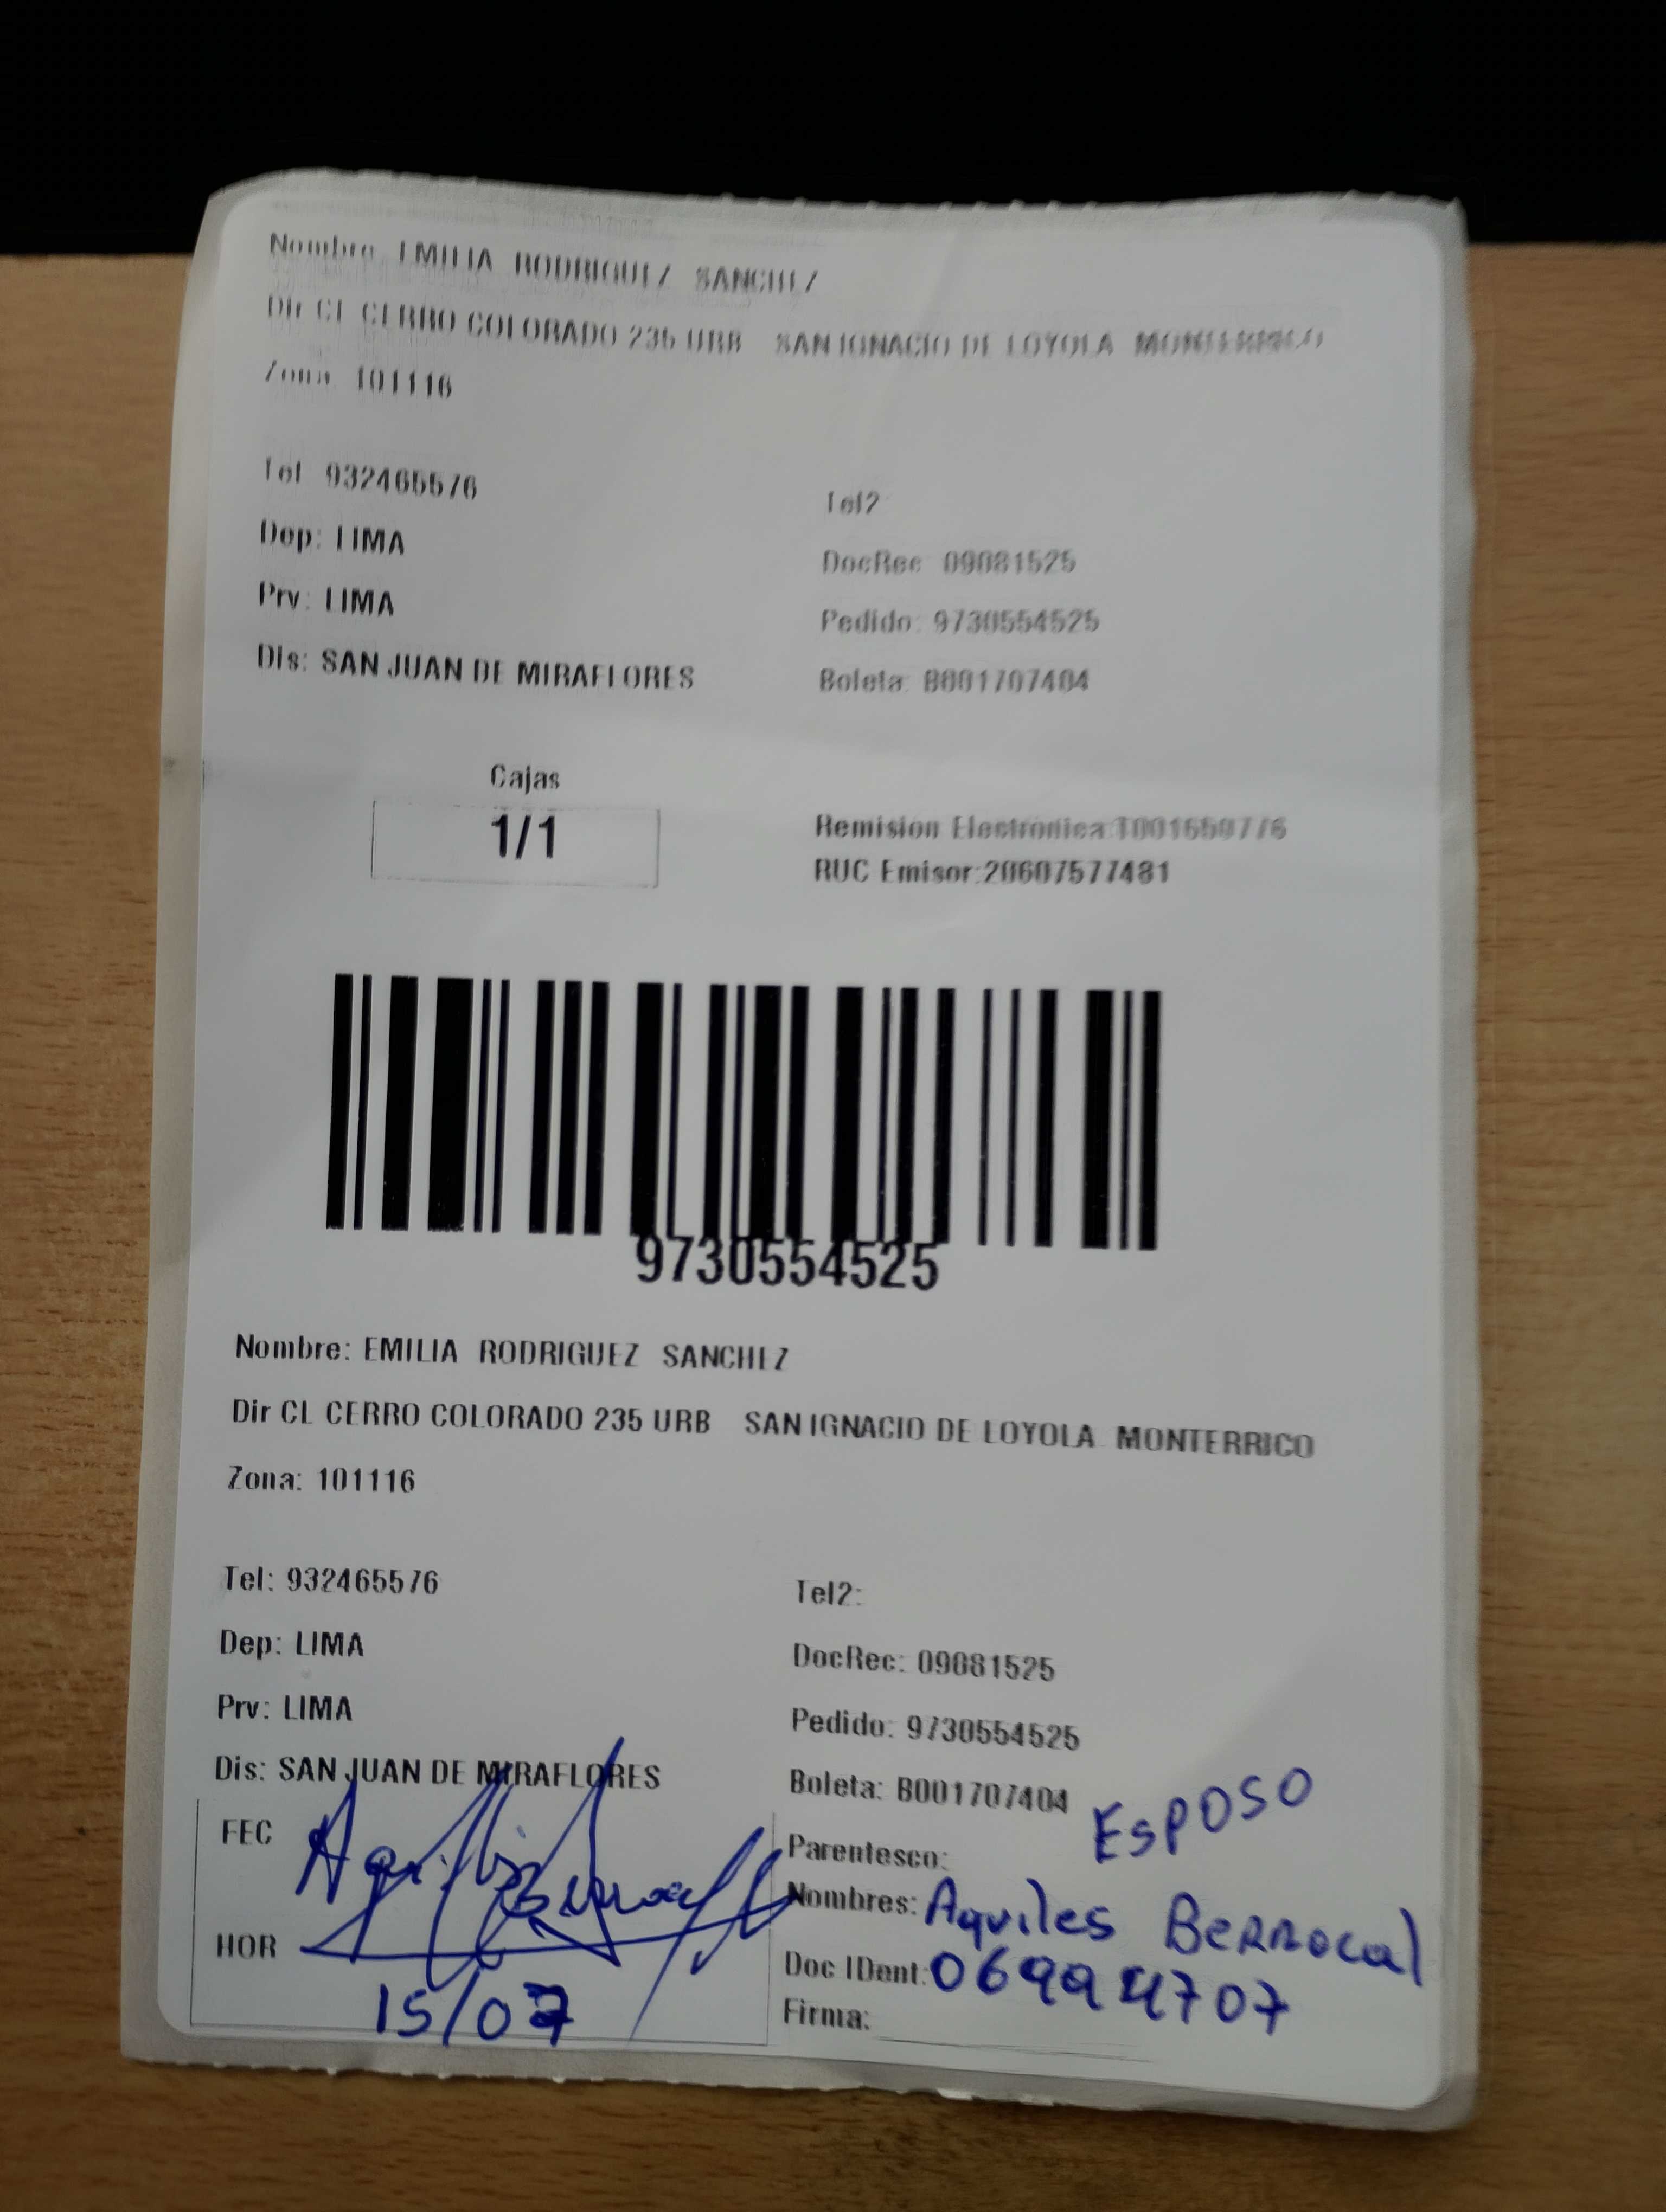 Nombre: EMILIA RODRIGUEZ SANCHEZ
Dir CL CERRO COLORADO 235 URB SAN IGNACIO DE LOYOLA MONTERRICO
Zona: 101116
Tel: 932465576
Tel2:
Dep: LIMA
DocRec: 09081525
Prv: LIMA
Pedido: 9730554525
Dis: SAN JUAN DE MIRAFLORES
Boleta: B001707404
Cajas
1/1
Remision Electronica:
RUC Emisor:20607577481
9730554525
Nombre: EMILIA RODRIGUEZ SANCHEZ
Dir CL CERRO COLORADO 235 URB SAN IGNACIO DE LOYOLA MONTERRICO
Zona: 101116
Tel: 932465576
Tel2:
Dep: LIMA
DocRec: 09081525
Prv: LIMA
Pedido: 9730554525
Dis: SAN JUAN DE MIRAFLORES
Boleta: B001707404
FEC
Parentesco: ESPOSO
Nombres: Aquiles Berrocal
HOR
Doc IDent:
15/07
Firma: